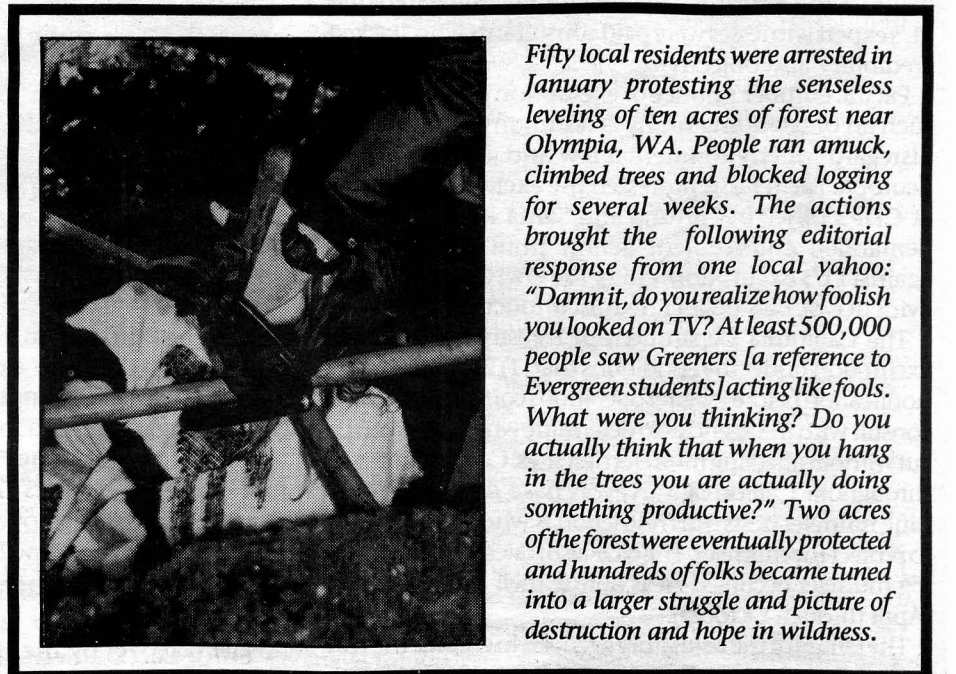 Fifty local residents were arrested in
January protesting the senseless
leveling of ten acres of forest near
Olympia, WA. People ran amuck,
climbed trees and blocked logging
for several weeks. The actions
brought the following editorial
response from one local yahoo:
"Damn it, do you realize how foolish
you looked on TV? At least 500,000
people saw Greeners [a reference to
Evergreen students] acting like fools.
What were you thinking? Do you
actually think that when you hang
in the trees you are actually doing
something productive?" Two acres
of the forest were eventually protected
and hundreds of folks became tuned
into a larger struggle and picture of
destruction and hope in wildness.